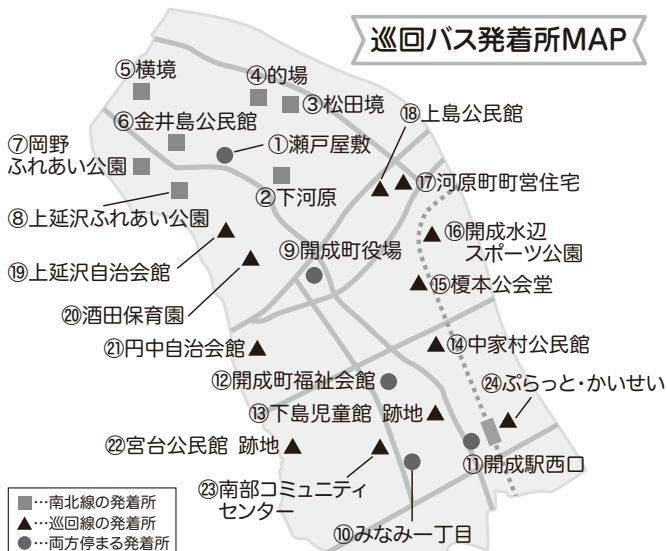 巡回バス発着所MAP
⑤横境
④的場
③松田境
⑥金井島公民館
⑱上島公民館
⑦岡野
ふれあい公園
①瀬戸屋敷
②下河原
⑰河原町町営住宅
⑧上延沢ふれあい公園
⑯開成水辺
スポーツ公園
⑨開成町役場
⑲上延沢自治会館
⑮榎本公会堂
⑳酒田保育園
㉑円中自治会館
⑭中家村公民館
⑫開成町福祉会館
㉔ぷらっと・かいせい
⑬下島児童館 跡地
㉒宮台公民館 跡地
⑪開成駅西口
㉓南部コミュニティ
センター
⑩みなみ一丁目
■…南北線の発着所
▲…巡回線の発着所
●…両方停まる発着所